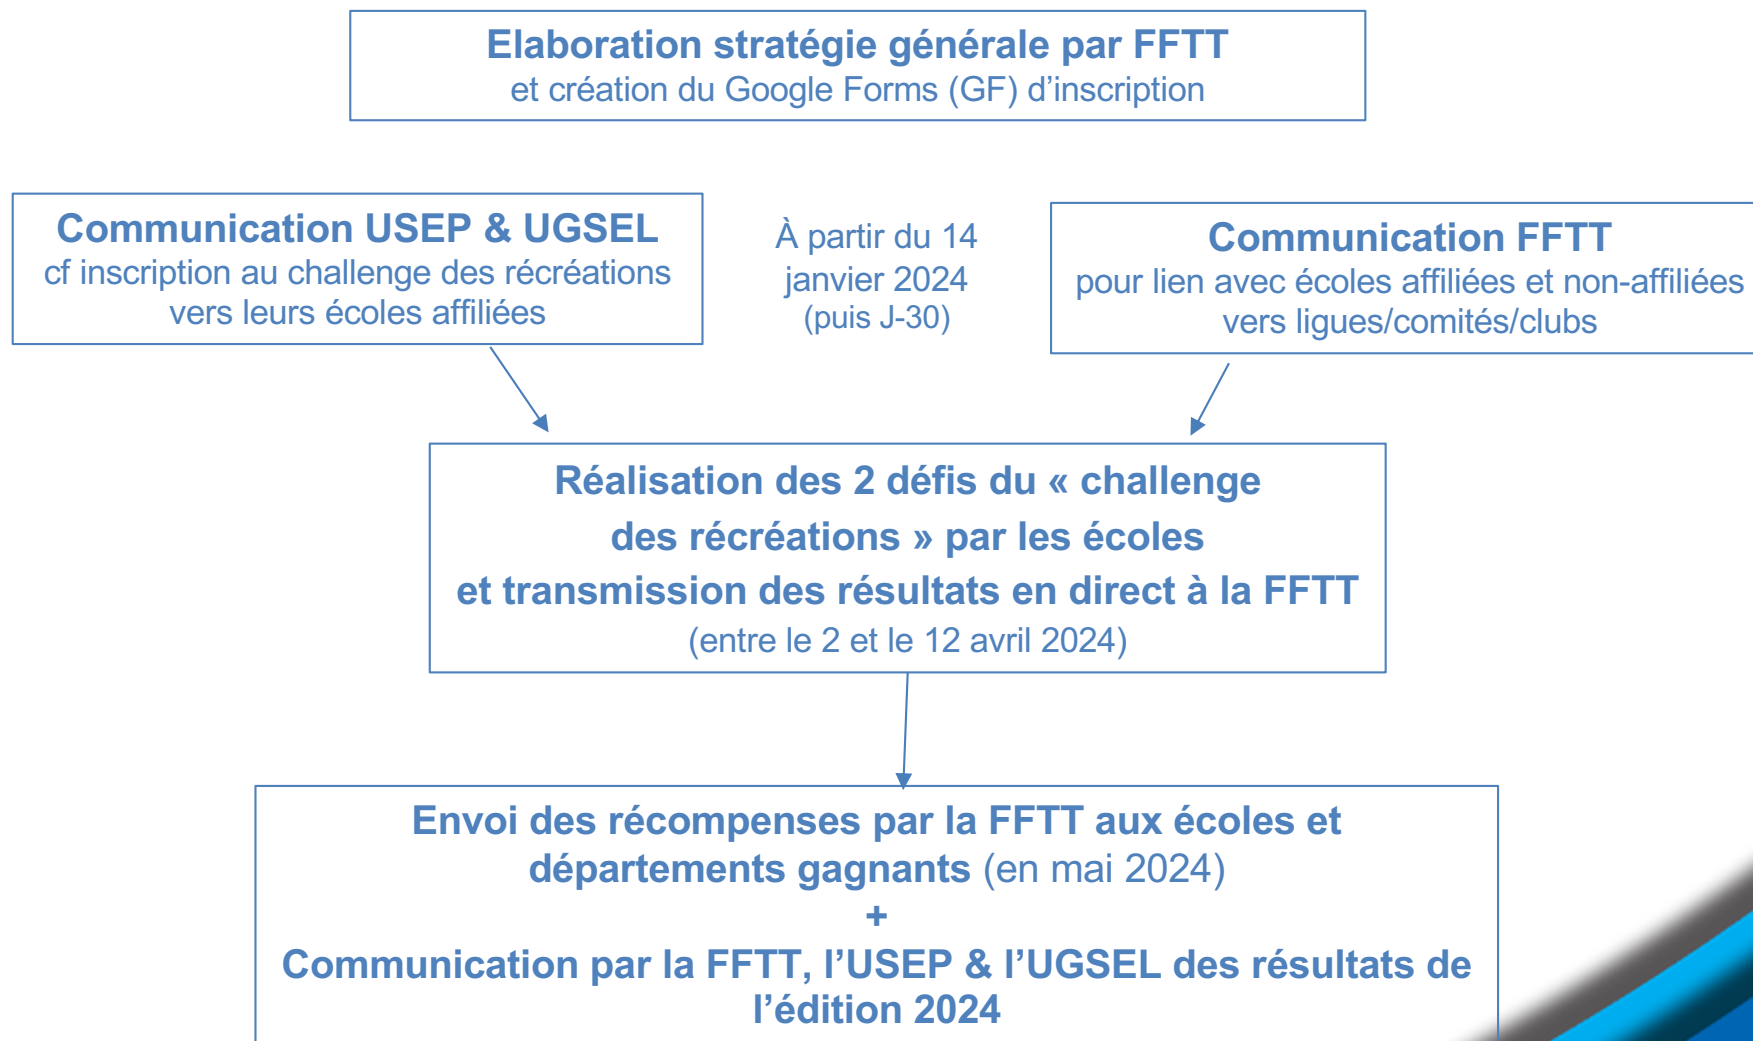 Elaboration stratégie générale par FFTT
et création du Google Forms (GF) d’inscription
Communication USEP & UGSEL
cf inscription au challenge des récréations
vers leurs écoles affiliées
À partir du 14
janvier 2024
(puis J-30)
Communication FFTT
pour lien avec écoles affiliées et non-affiliées
vers ligues/comités/clubs
Réalisation des 2 défis du « challenge
des récréations » par les écoles
et transmission des résultats en direct à la FFTT
(entre le 2 et le 12 avril 2024)
Envoi des récompenses par la FFTT aux écoles et
départements gagnants (en mai 2024)
+
Communication par la FFTT, l’USEP & l’UGSEL des résultats de
l’édition 2024